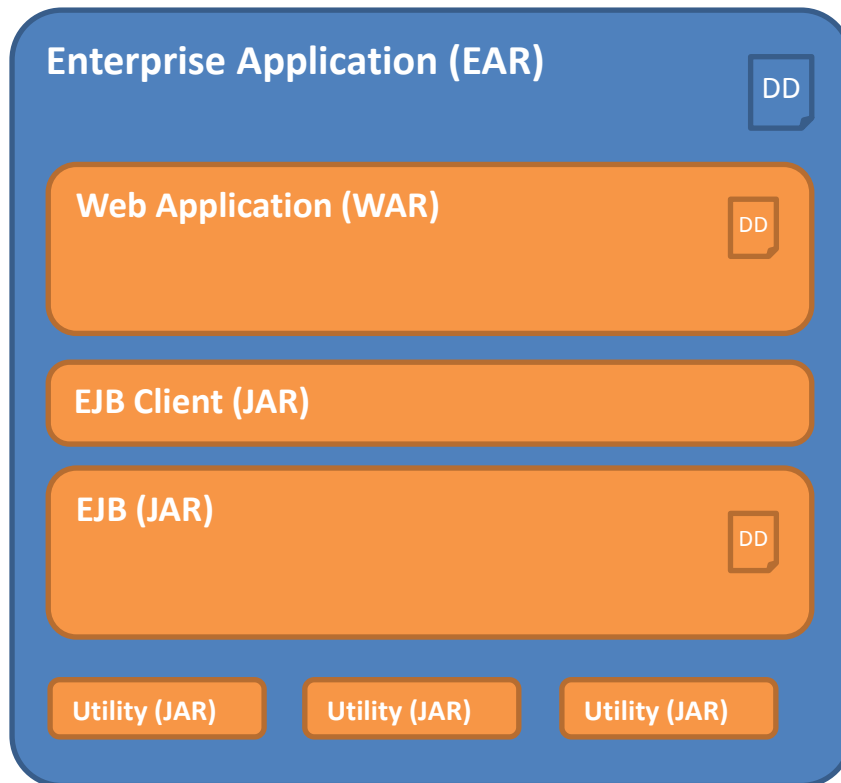 Enterprise Application (EAR)
DD
Web Application (WAR)
DD
EJB Client (JAR)
EJB (JAR)
DD
Utility (JAR)
Utility (JAR)
Utility (JAR)